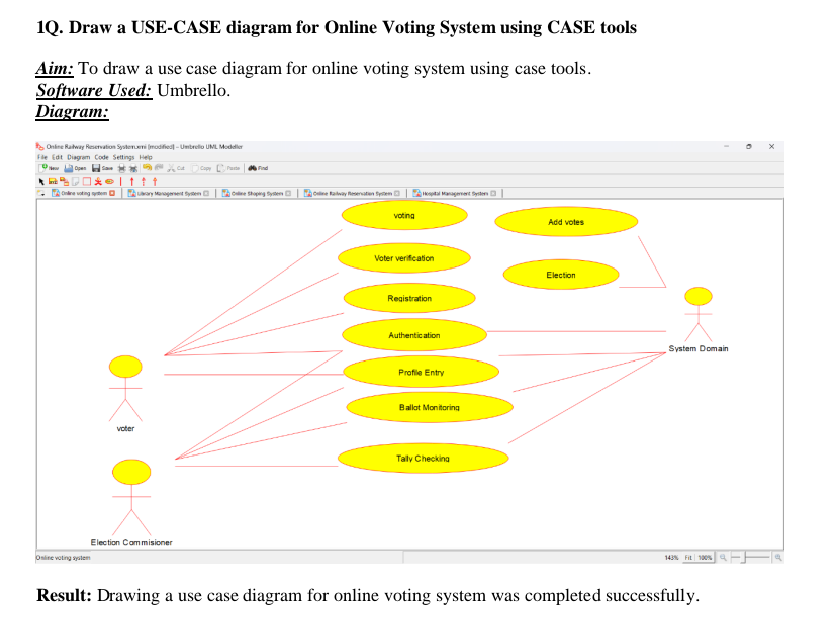 1Q. Draw a USE-CASE diagram for Online Voting System using CASE tools
Aim: To draw a use case diagram for online voting system using case tools.
Software Used: Umbrello.
Diagram:
Online Railway Reservation System.xmi [modified] - Umbrello UML Modeller
File Edit Diagram Code Settings Help
New Open Save Cut Copy Paste Find
Online voting system Library Management System Online Shaping System Online Railway Reservation System Hospital Management System
voting
Add votes
Voter verification
Election
Registration
Authentication
System Domain
Profile Entry
Ballot Monitoring
voter
Tally Checking
Election Commisioner
Online voting system 143% Fit 100%
Result: Drawing a use case diagram for online voting system was completed successfully.